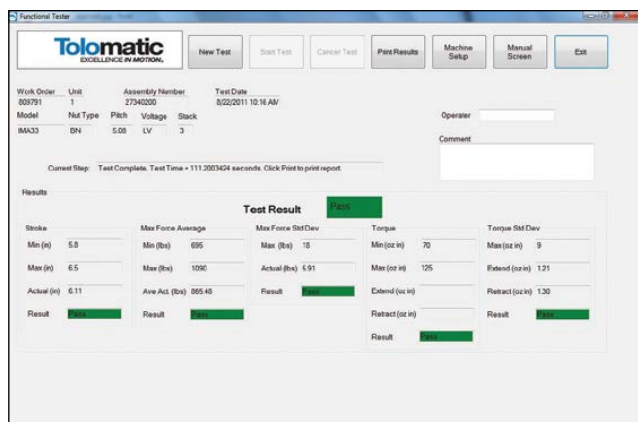 Functional Tester
Tolomatic
EXCELLENCE IN MOTION.
New Test
Start Test
Cancel Test
Print Results
Machine Setup
Manual Screen
Exit
Work Order Unit Assembly Number Test Date
809791 1 27340200 8/22/2011 10:16 AM
Model Nut Type Pitch Voltage Stack
IMA33 BN 5.08 LV 3
Operater
Comment
Current Step: Test Complete. Test Time = 111.2003424 seconds. Click Print to print report.
Results
Test Result Pass
Stroke
Min (in) 5.8
Max (in) 6.5
Actual (in) 6.11
Result Pass
Max Force Average
Min (lbs) 695
Max (lbs) 1090
Ave Act. (lbs) 865.48
Result Pass
Max Force Std Dev
Max (lbs) 18
Actual (lbs) 5.91
Result Pass
Torque
Min (oz in) 70
Max (oz in) 125
Extend (oz in)
Retract (oz in)
Result Pass
Torque Std Dev
Max (oz in) 9
Extend (oz in) 1.21
Retract (oz in) 1.30
Result Pass